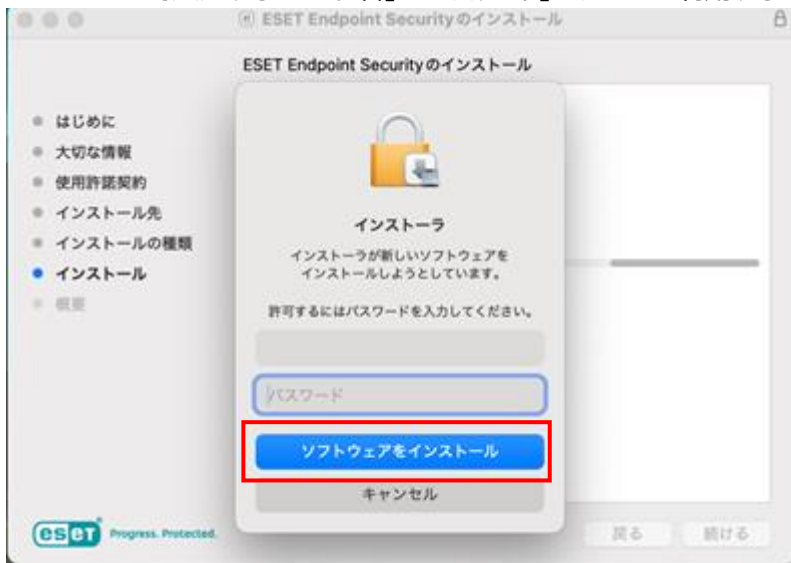 ESET Endpoint Securityのインストール
ESET Endpoint Securityのインストール
はじめに
大切な情報
使用許諾契約
インストール先
インストールの種類
インストール
概要
インストーラ
インストーラが新しいソフトウェアを
インストールしようとしています。
許可するにはパスワードを入力してください。
パスワード
ソフトウェアをインストール
キャンセル
eset Progress. Protected.
戻る
続ける